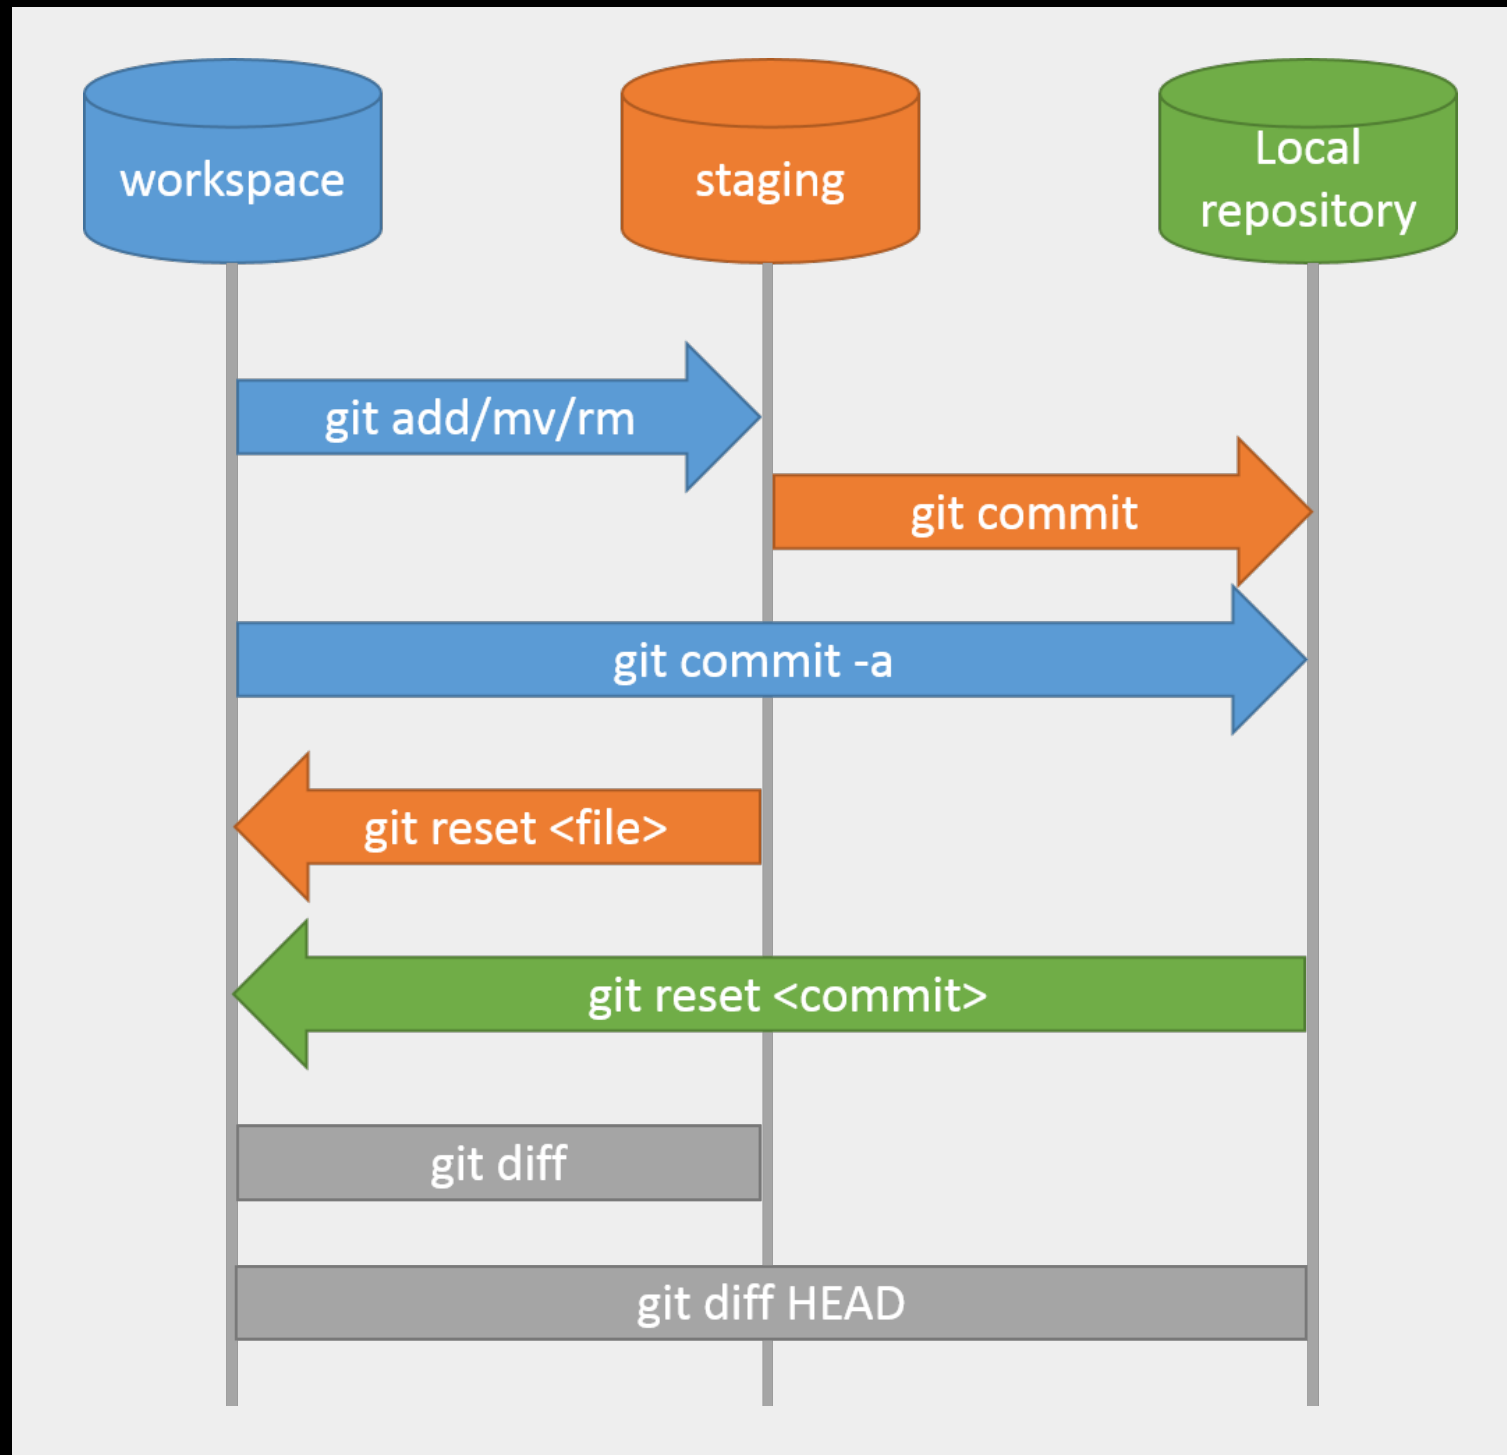 workspace
staging
Local
repository
git add/mv/rm
git commit
git commit -a
git reset <file>
git reset <commit>
git diff
git diff HEAD